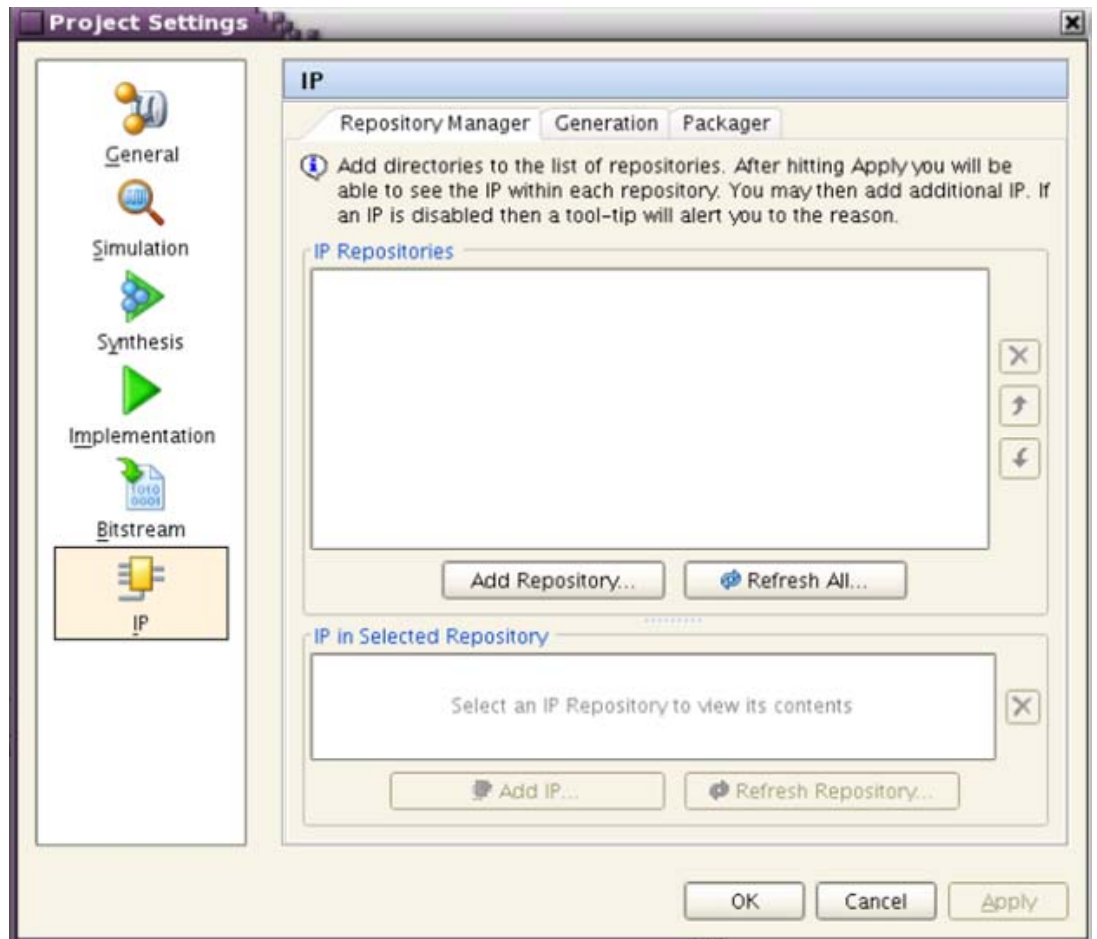 Project Settings
General
Simulation
Synthesis
Implementation
1010
0001
Bitstream
IP
IP
Repository Manager
Generation
Packager
Add directories to the list of repositories. After hitting Apply you will be
able to see the IP within each repository. You may then add additional IP. If
an IP is disabled then a tool-tip will alert you to the reason.
IP Repositories
Add Repository...
Refresh All...
IP in Selected Repository
Select an IP Repository to view its contents
Add IP...
Refresh Repository...
OK
Cancel
Apply